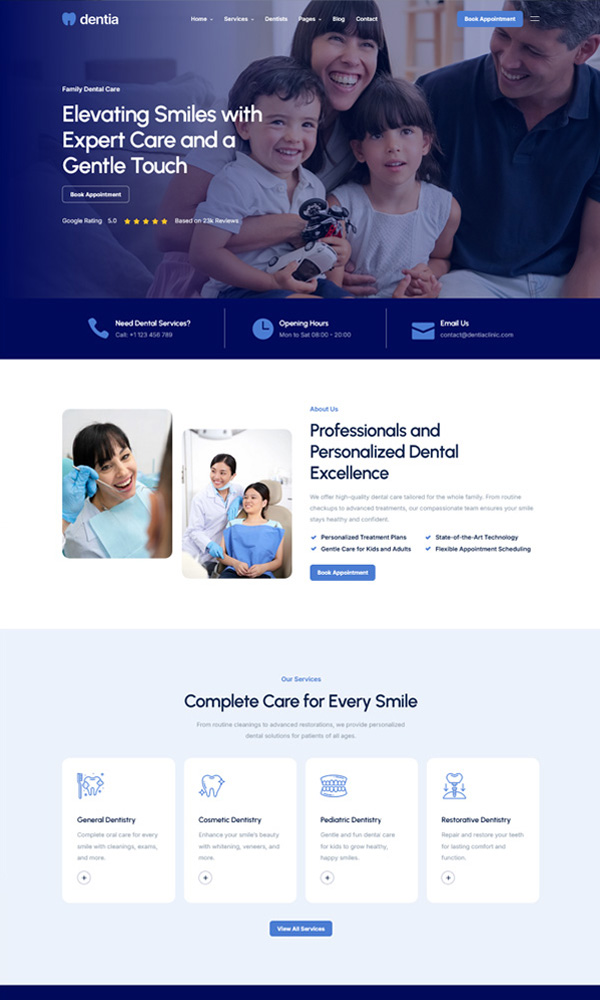 dentia
Home Services Dentists Pages Blog Contact
Book Appointment
Family Dental Care
Elevating Smiles with
Expert Care and a
Gentle Touch
Book Appointment
Google Rating 5.0 Based on 23k Reviews
Need Dental Services?
Call: +1 123 456 789
Opening Hours
Mon to Sat 08:00 - 20:00
Email Us
contact@dentiaclinic.com
About Us
Professionals and
Personalized Dental
Excellence
We offer high-quality dental care tailored for the whole family. From routine
checkups to advanced treatments, our compassionate team ensures your smile
stays healthy and confident.
Personalized Treatment Plans
State-of-the-Art Technology
Gentle Care for Kids and Adults
Flexible Appointment Scheduling
Book Appointment
Our Services
Complete Care for Every Smile
From routine cleanings to advanced restorations, we provide personalized
dental solutions for patients of all ages.
General Dentistry
Complete oral care for every
smile with cleanings, exams,
and more.
Cosmetic Dentistry
Enhance your smile's beauty
with whitening, veneers, and
more.
Pediatric Dentistry
Gentle and fun dental care
for kids to grow healthy,
happy smiles.
Restorative Dentistry
Repair and restore your teeth
for lasting comfort and
function.
View All Services